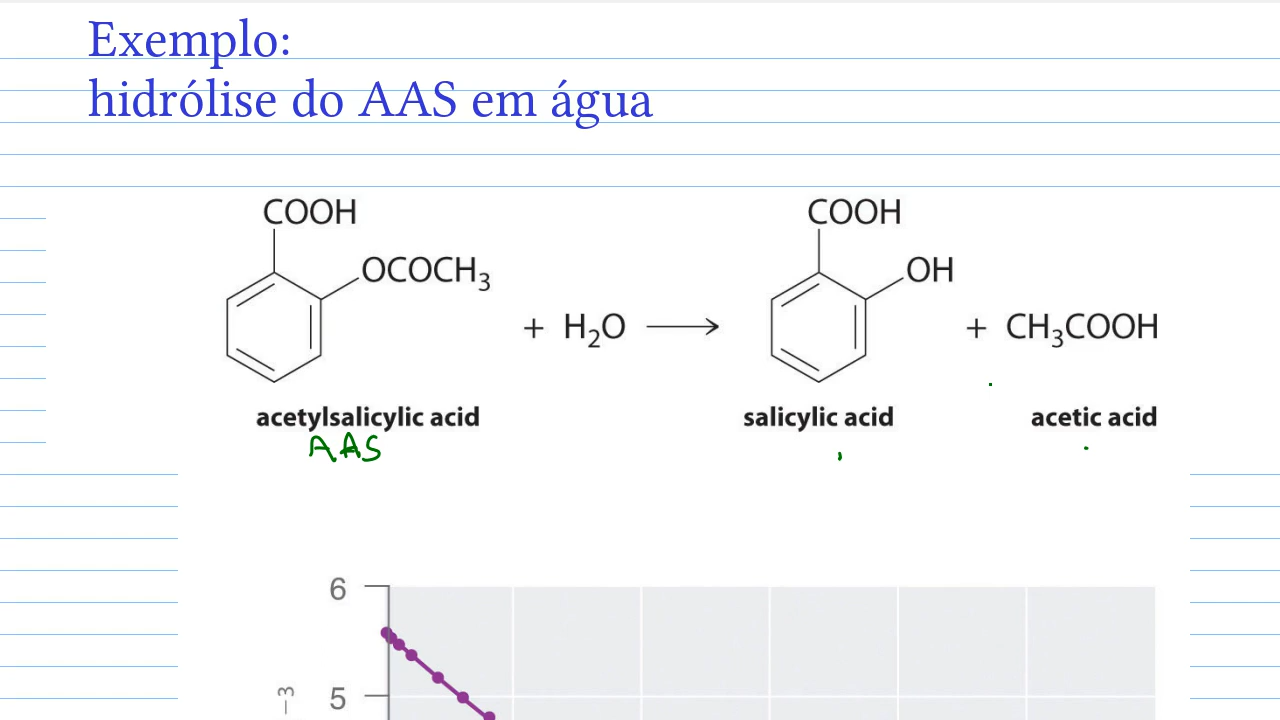 Exemplo:
hidrólise do AAS em água
COOH
COOH
OCOCH₃
OH
+ H₂O ⟶
+ CH₃COOH
acetylsalicylic acid
salicylic acid
acetic acid
AAS
6
5
−3